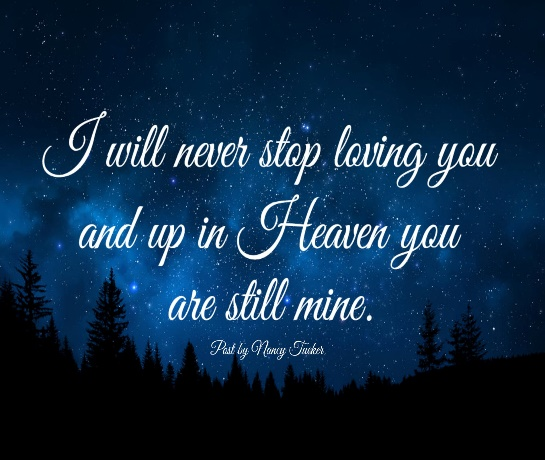 I will never stop loving you
and up in Heaven you
are still mine.
Post by Nancy Tucker